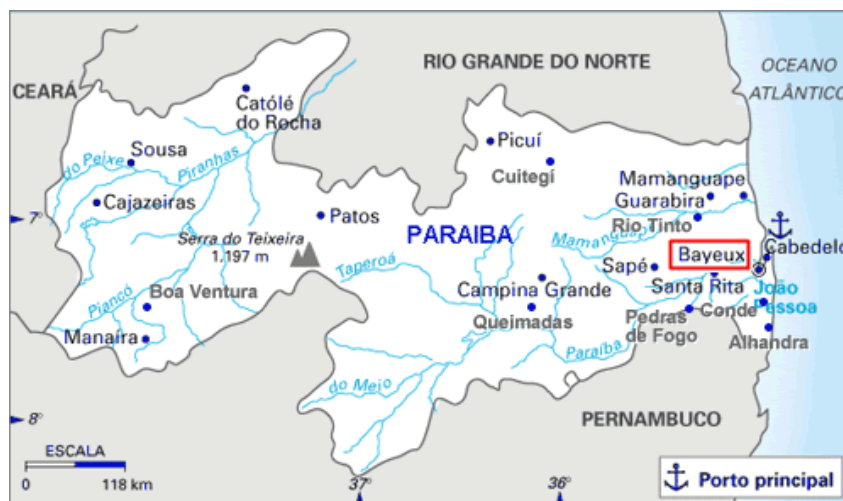 RIO GRANDE DO NORTE
OCEANO
ATLÂNTICO
CEARÁ
Católé
do Rocha
Picuí
Sousa
do Peixe
Piranhas
Cuitegí
Mamanguape
Guarabira
Cajazeiras
Patos
7°
Rio Tinto
PARAIBA
Mamanguape
Serra do Teixeira
1.197 m
Bayeux
Cabedelo
Sapé
Taperoá
Santa Rita
João
Pessoa
Campina Grande
Piancó
Boa Ventura
Queimadas
Pedras
de Fogo
Conde
Manaíra
Alhandra
Paraíba
do Meio
8°
PERNAMBUCO
ESCALA
0 118 km
37°
36°
Porto principal